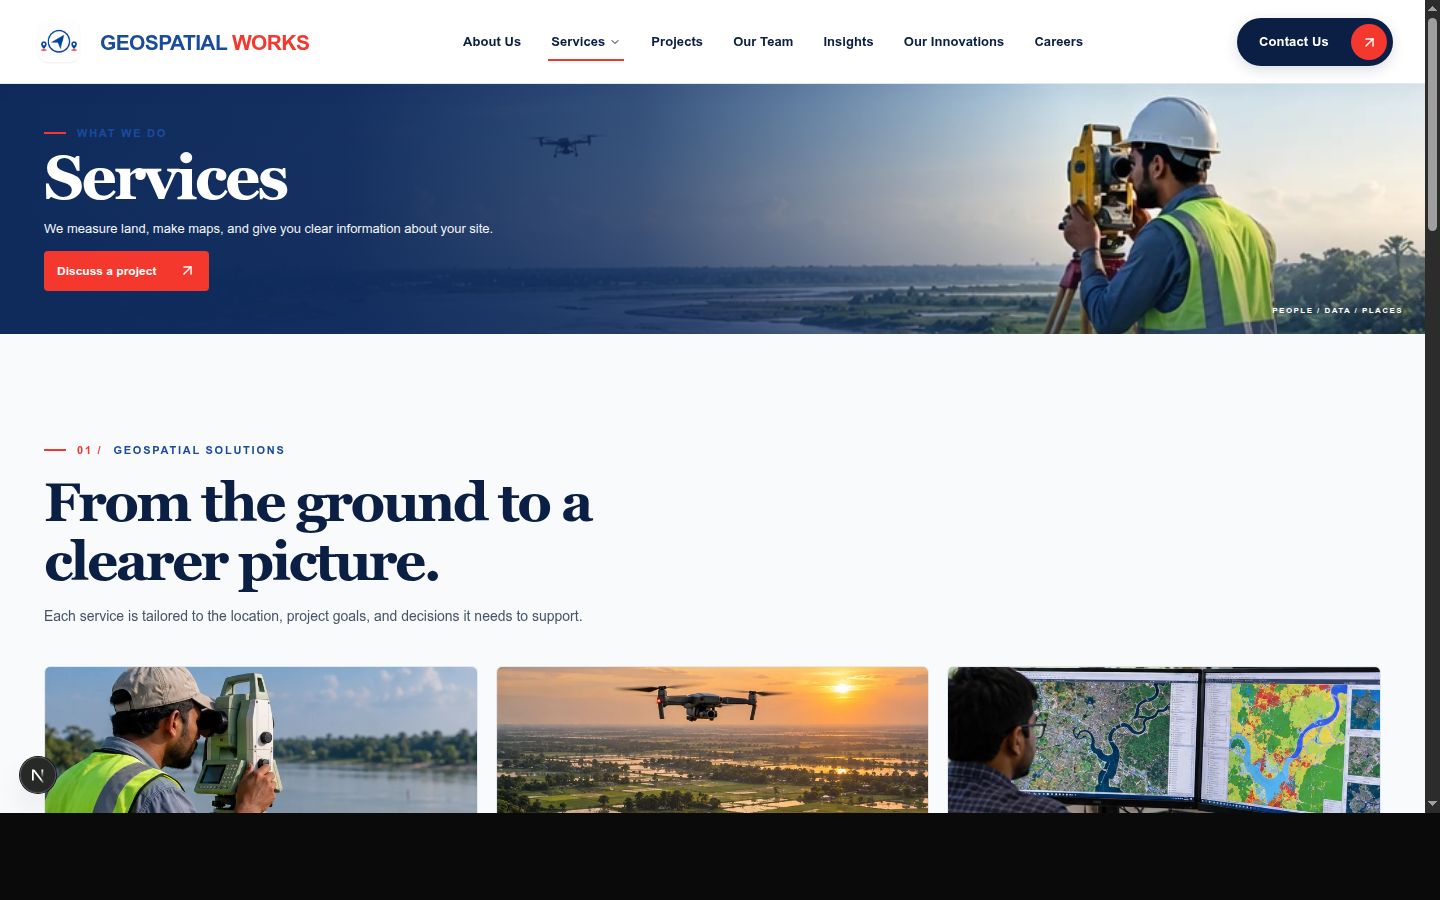 GEOSPATIAL WORKS
About Us
Services
Projects
Our Team
Insights
Our Innovations
Careers
Contact Us
WHAT WE DO
Services
We measure land, make maps, and give you clear information about your site.
Discuss a project
PEOPLE / DATA / PLACES
01 / GEOSPATIAL SOLUTIONS
From the ground to a
clearer picture.
Each service is tailored to the location, project goals, and decisions it needs to support.
N